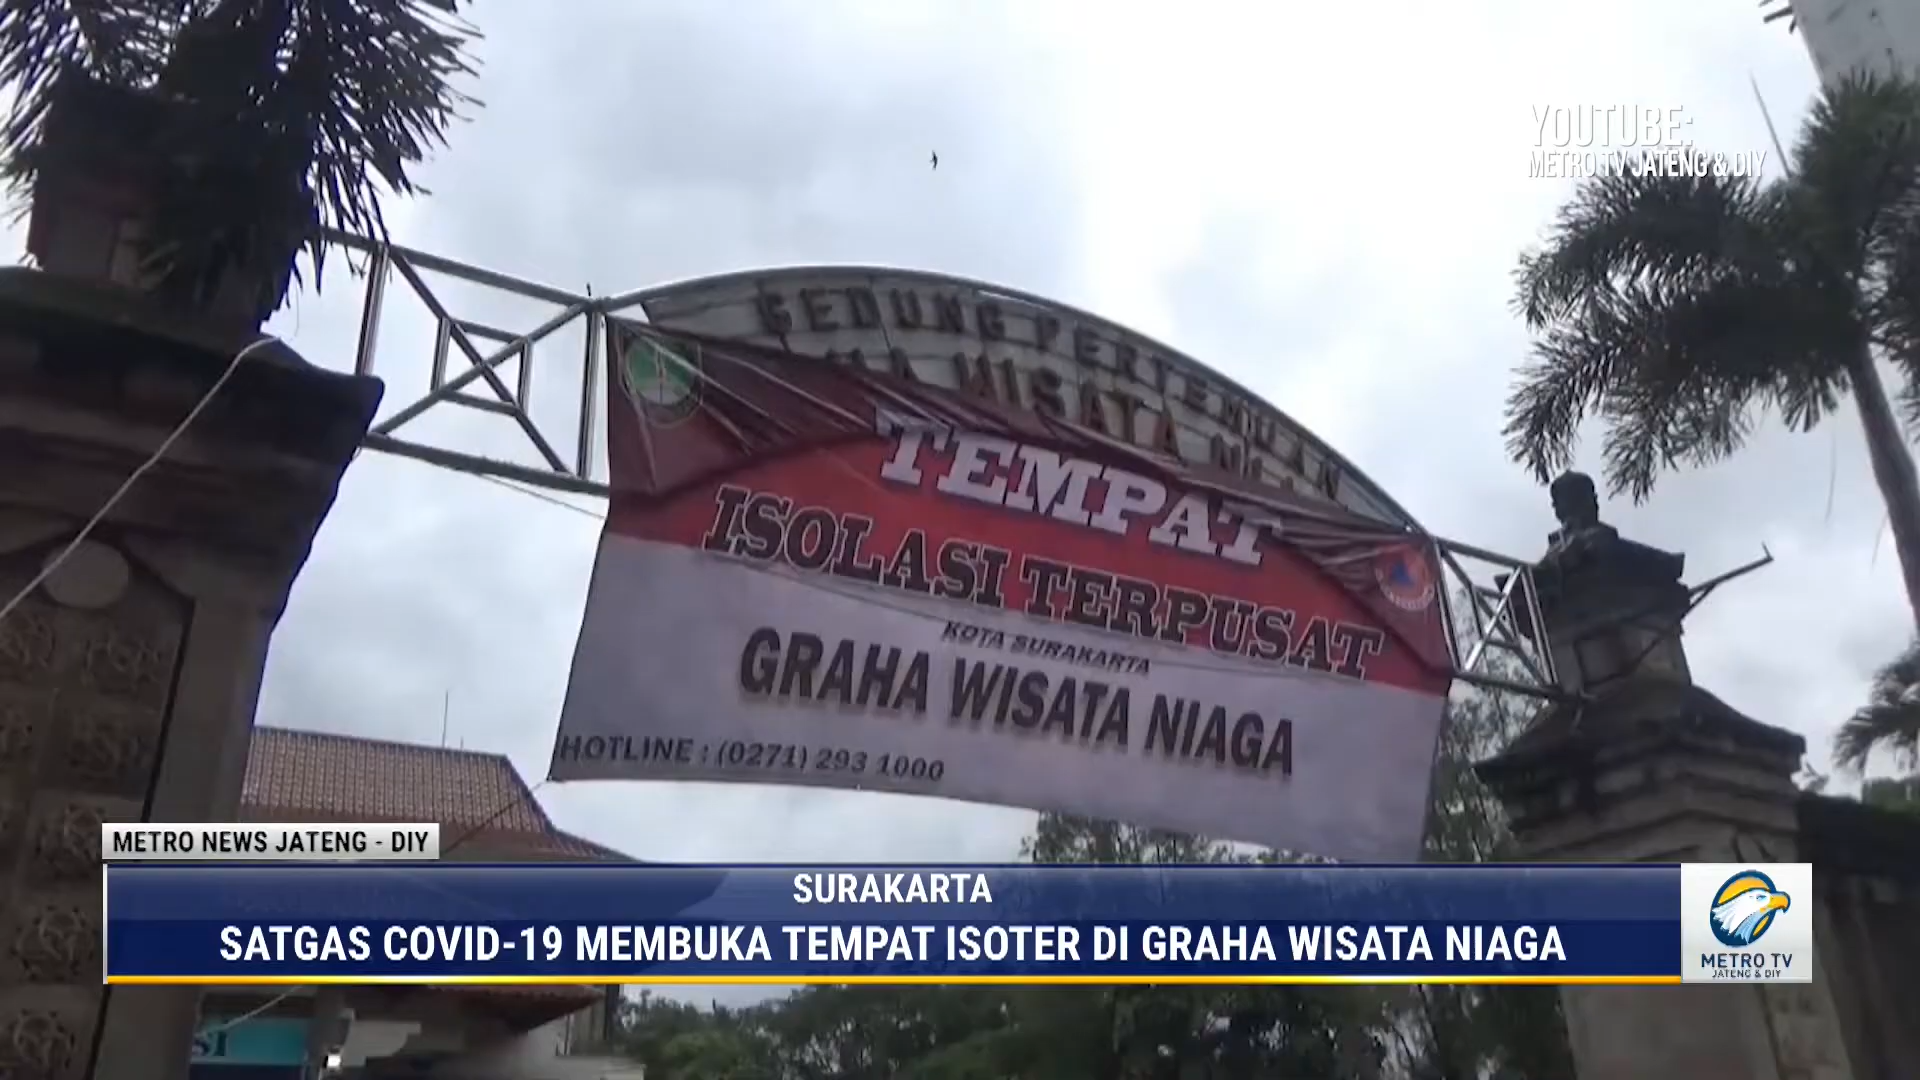 YOUTUBE:
METRO TV JATENG & DIY
GEDUNG PERTEMUAN
WISATA
TEMPAT
ISOLASI TERPUSAT
KOTA SURAKARTA
GRAHA WISATA NIAGA
HOTLINE : (0271) 293 1000
METRO NEWS JATENG - DIY
SURAKARTA
SATGAS COVID-19 MEMBUKA TEMPAT ISOTER DI GRAHA WISATA NIAGA
METRO TV
JATENG & DIY